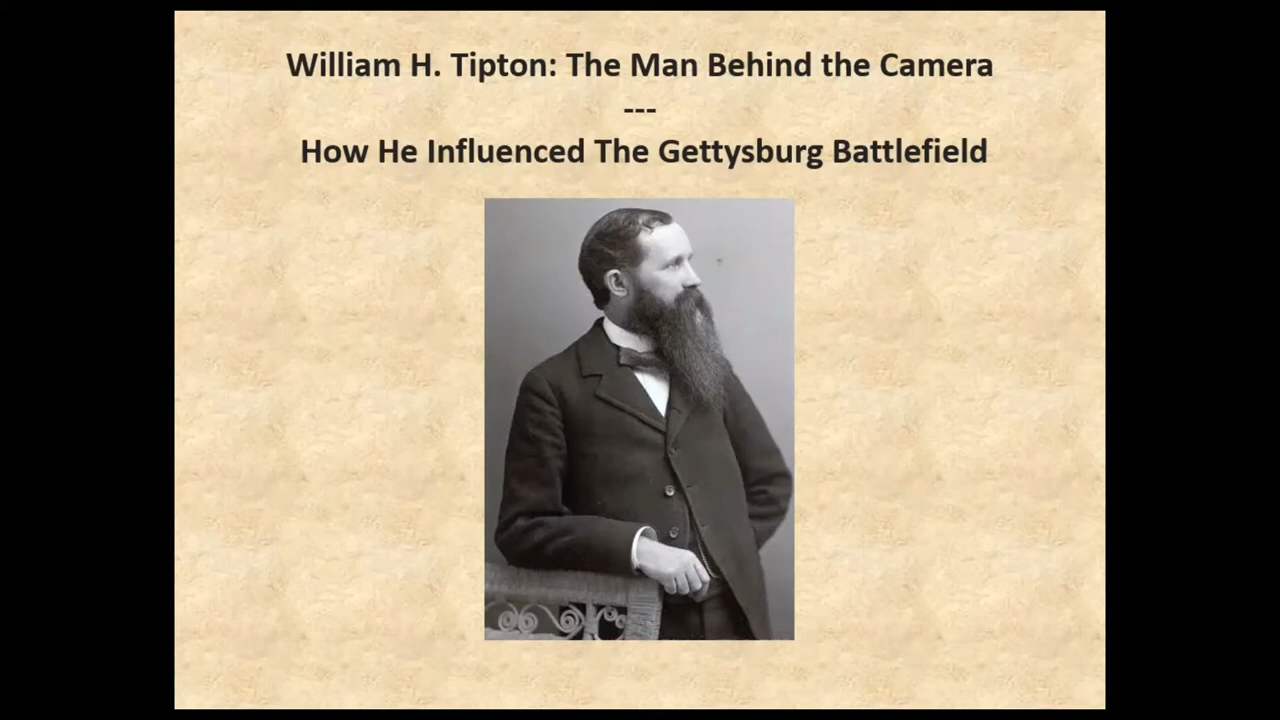 William H. Tipton: The Man Behind the Camera
---
How He Influenced The Gettysburg Battlefield